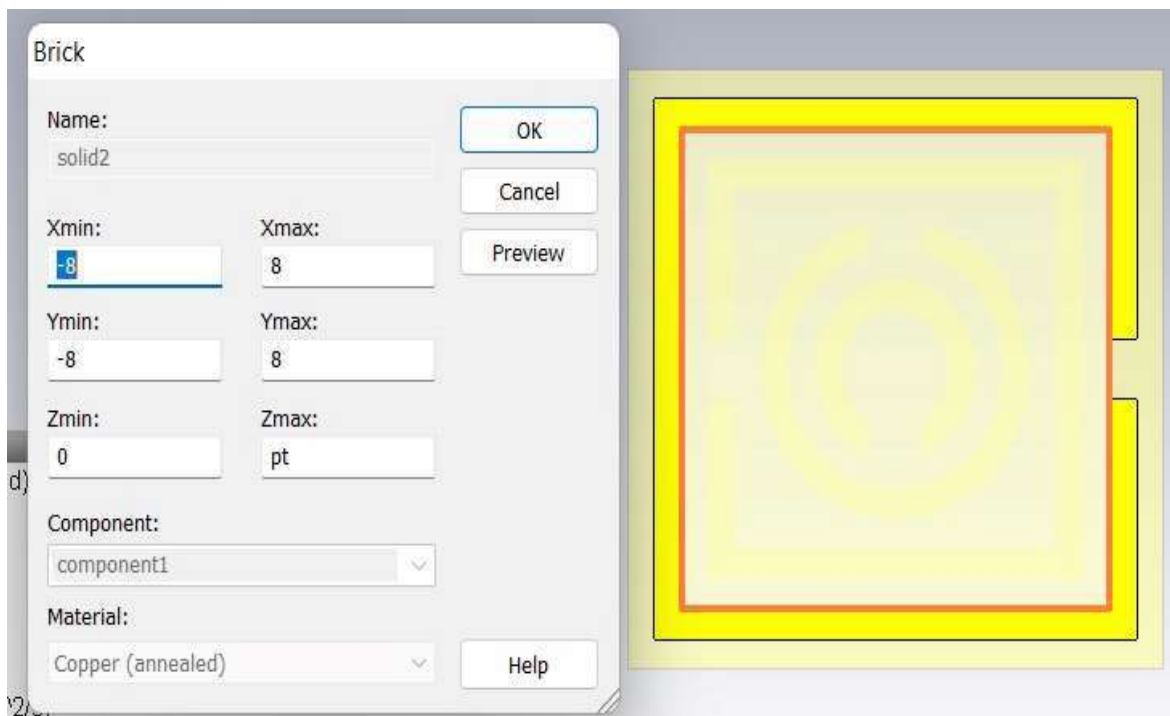 Brick
Name:
OK
solid2
Cancel
Xmin:
Xmax:
Preview
-8
8
Ymin:
Ymax:
-8
8
Zmin:
Zmax:
0
pt
d)
Component:
component1
Material:
Copper (annealed)
Help